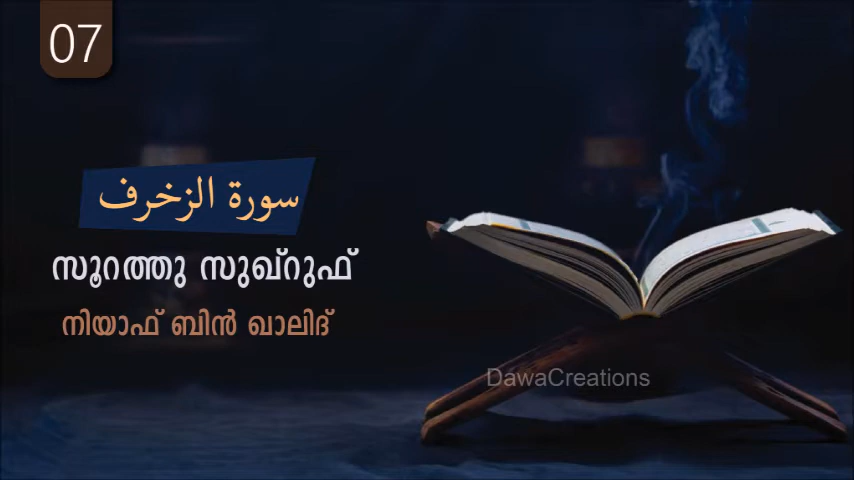 07
سورة الزخرف
സൂറത്തു സുഖ്റുഫ്
നിയാഫ് ബിൻ ഖാലിദ്
DawaCreations